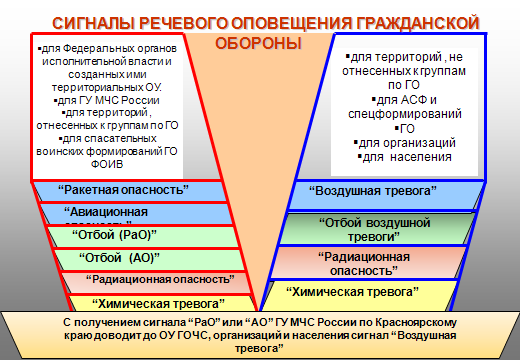 СИГНАЛЫ РЕЧЕВОГО ОПОВЕЩЕНИЯ ГРАЖДАНСКОЙ
ОБОРОНЫ
▪для Федеральных органов
исполнительной власти и
созданных ими
территориальных ОУ.
▪для ГУ МЧС России
▪для территорий ,
отнесенных к группам по ГО
▪для спасательных
воинских формирований ГО
ФОИВ
“Ракетная опасность”
“Авиационная
опасность”
“Отбой (РаО)”
“Отбой (АО)”
“Радиационная опасность”
“Химическая тревога”
▪для территорий , не
отнесенных к группам
по ГО
▪для АСФ и
спецформирований
▪ГО
▪для организаций
▪для населения
“Воздушная тревога”
“Отбой воздушной
тревоги”
“Радиационная
опасность”
“Химическая тревога”
С получением сигнала “РаО” или “АО” ГУ МЧС России по Красноярскому
краю доводит до ОУ ГОЧС, организаций и населения сигнал “Воздушная
тревога”